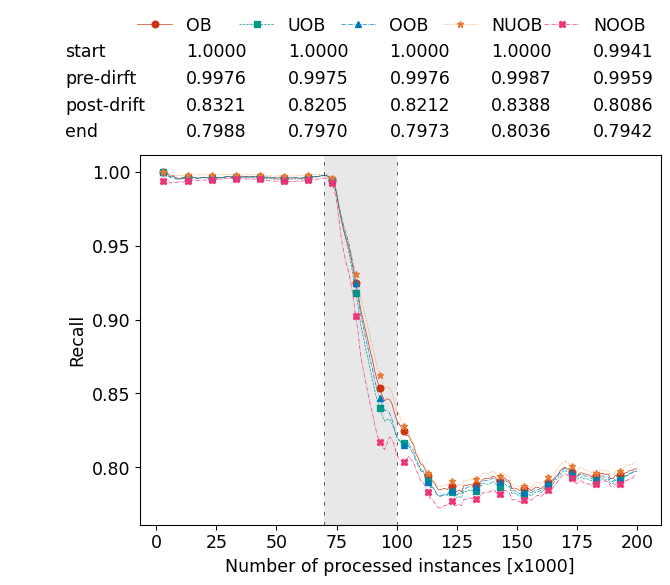 OB UOB OOB NUOB NOOB
start 1.0000 1.0000 1.0000 1.0000 0.9941
pre-dirft 0.9976 0.9975 0.9976 0.9987 0.9959
post-drift 0.8321 0.8205 0.8212 0.8388 0.8086
end 0.7988 0.7970 0.7973 0.8036 0.7942
1.00
0.95
0.90
0.85
0.80
Recall
0 25 50 75 100 125 150 175 200
Number of processed instances [x1000]